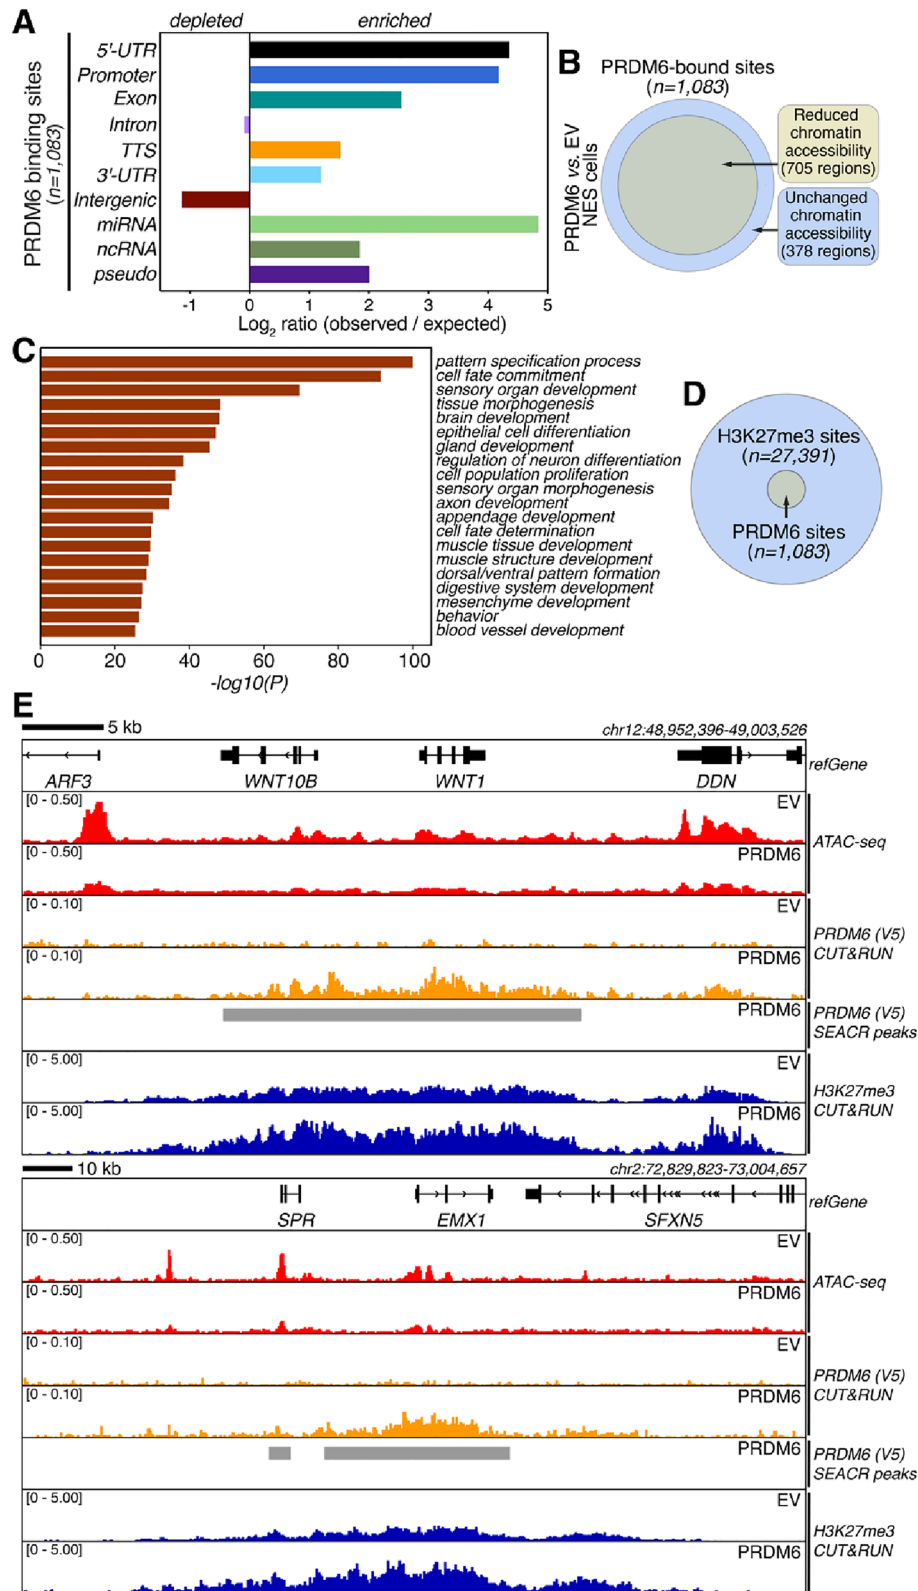 A
depleted
enriched
PRDM6 binding sites
(n=1,083)
5'-UTR
Promoter
Exon
Intron
TTS
3'-UTR
Intergenic
miRNA
ncRNA
pseudo
-1
0
1
2
3
4
5
Log2 ratio (observed / expected)
B
PRDM6-bound sites
(n=1,083)
PRDM6 vs. EV
NES cells
Reduced
chromatin
accessibility
(705 regions)
Unchanged
chromatin
accessibility
(378 regions)
C
pattern specification process
cell fate commitment
sensory organ development
tissue morphogenesis
brain development
epithelial cell differentiation
gland development
regulation of neuron differentiation
cell population proliferation
sensory organ morphogenesis
axon development
appendage development
cell fate determination
muscle tissue development
muscle structure development
dorsal/ventral pattern formation
digestive system development
mesenchyme development
behavior
blood vessel development
0
20
40
60
80
100
-log10(P)
D
H3K27me3 sites
(n=27,391)
PRDM6 sites
(n=1,083)
E
5 kb
chr12:48,952,396-49,003,526
ARF3
WNT10B
WNT1
DDN
refGene
[0 - 0.50]
EV
[0 - 0.50]
PRDM6
ATAC-seq
[0 - 0.10]
EV
[0 - 0.10]
PRDM6
PRDM6 (V5)
CUT&RUN
PRDM6
PRDM6 (V5)
SEACR peaks
[0 - 5.00]
EV
[0 - 5.00]
PRDM6
H3K27me3
CUT&RUN
10 kb
chr2:72,829,823-73,004,657
SPR
EMX1
SFXN5
refGene
[0 - 0.50]
EV
[0 - 0.50]
PRDM6
ATAC-seq
[0 - 0.10]
EV
[0 - 0.10]
PRDM6
PRDM6 (V5)
CUT&RUN
PRDM6
PRDM6 (V5)
SEACR peaks
[0 - 5.00]
EV
[0 - 5.00]
PRDM6
H3K27me3
CUT&RUN